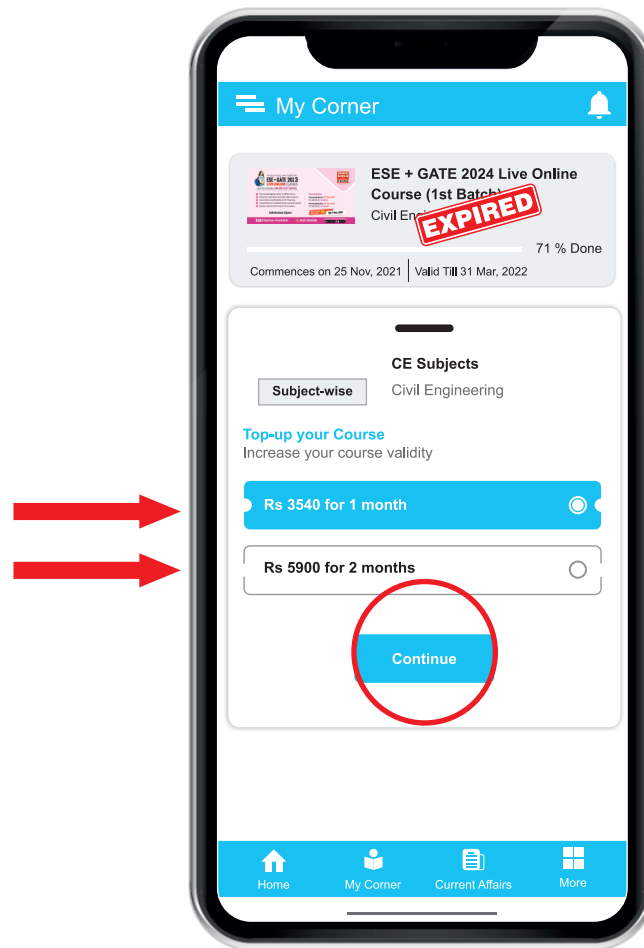 My Corner
ESE + GATE 2024 Live Online
Course (1st Batch)
Civil
EXPIRED
71 % Done
Commences on 25 Nov, 2021 | Valid Till 31 Mar, 2022
CE Subjects
Subject-wise
Civil Engineering
Top-up your Course
Increase your course validity
Rs 3540 for 1 month
Rs 5900 for 2 months
Continue
Home My Corner Current Affairs More